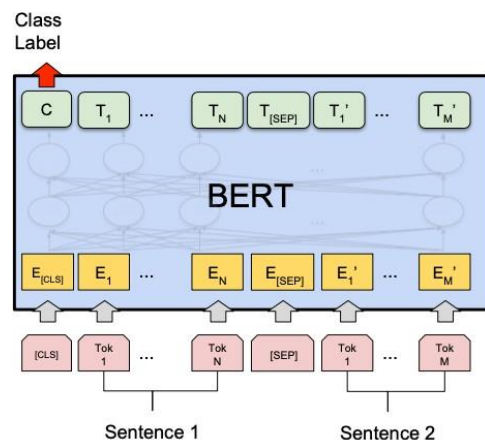 Class
Label
C T1 ... TN T[SEP] T1' ... TM'
...
BERT
...
E[CLS] E1 ... EN E[SEP] E1' ... EM'
[CLS] Tok 1 ... Tok N [SEP] Tok 1 ... Tok M
Sentence 1 Sentence 2